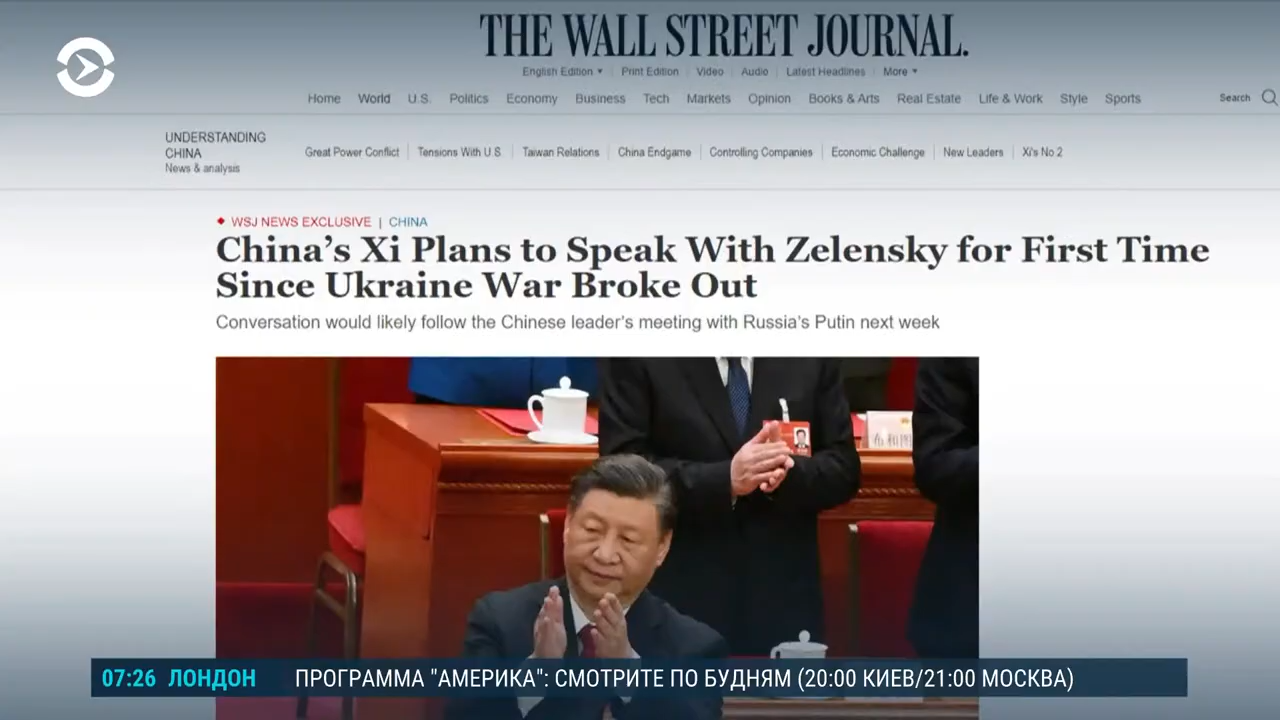 THE WALL STREET JOURNAL.
English Edition Print Edition Video Audio Latest Headlines More
Home World U.S. Politics Economy Business Tech Markets Opinion Books & Arts Real Estate Life & Work Style Sports Search
UNDERSTANDING
CHINA
News & analysis
Great Power Conflict Tensions With U.S Taiwan Relations China Endgame Controlling Companies Economic Challenge New Leaders Xi's No 2
WSJ NEWS EXCLUSIVE | CHINA
China's Xi Plans to Speak With Zelensky for First Time
Since Ukraine War Broke Out
Conversation would likely follow the Chinese leader's meeting with Russia's Putin next week
布和图
07:26 ЛОНДОН ПРОГРАММА "АМЕРИКА": СМОТРИТЕ ПО БУДНЯМ (20:00 КИЕВ/21:00 МОСКВА)